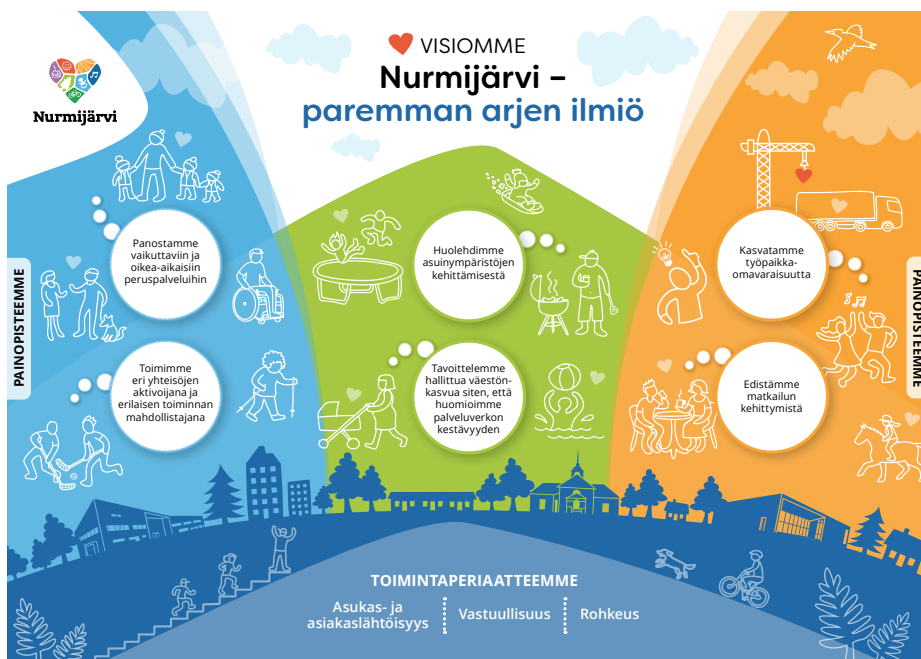 VISIOMME
Nurmijärvi –
paremman arjen ilmiö
Nurmijärvi
PAINOPISTEEMME
Panostamme
vaikuttaviin ja
oikea-aikaisiin
peruspalveluihin
Toimimme
eri yhteisöjen
aktivoijana ja
erilaisen toiminnan
mahdollistajana
Huolehdimme
asuinympäristöjen
kehittämisestä
Tavoittelemme
hallittua väestön-
kasvua siten, että
huomioimme
palveluverkon
kestävyyden
Kasvatamme
työpaikka-
omavaraisuutta
Edistämme
matkailun
kehittymistä
PAINOPISTEEMME
TOIMINTAPERIAATTEEMME
Asukas- ja
asiakaslähtöisyys
Vastuullisuus
Rohkeus